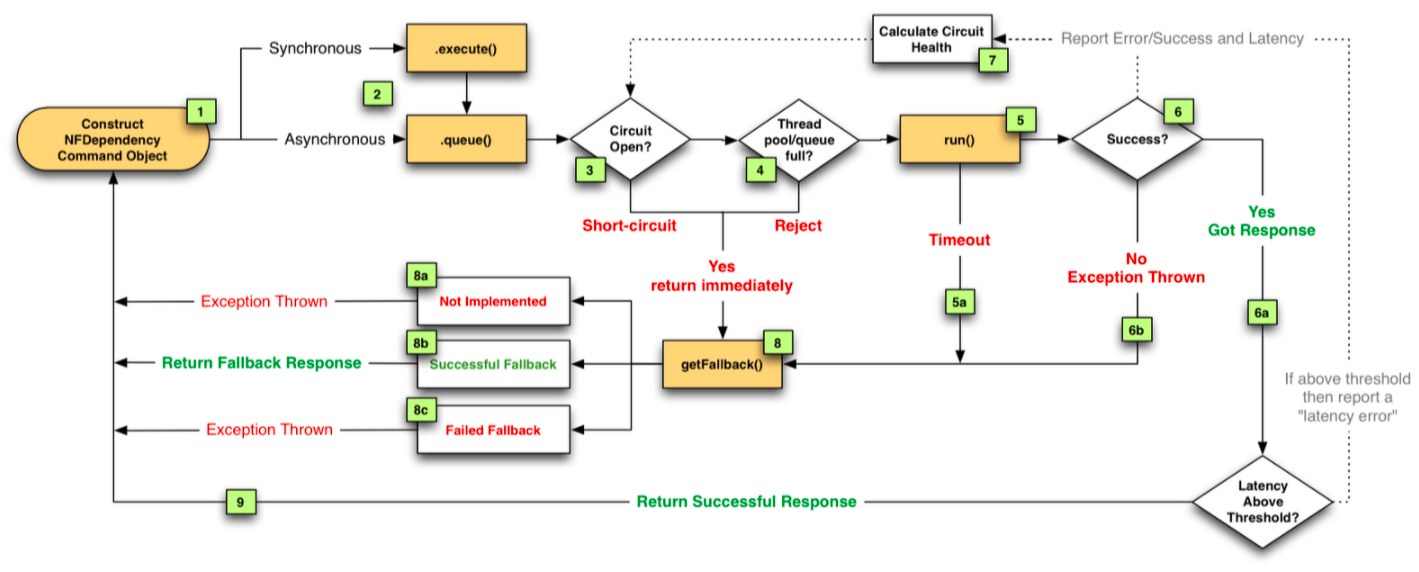 Construct
NFDependency
Command Object
1
Synchronous
Asynchronous
2
.execute()
.queue()
Circuit
Open?
3
Thread
pool/queue
full?
4
run()
5
Success?
6
Calculate Circuit
Health
7
Report Error/Success and Latency
Short-circuit
Reject
Yes
return immediately
Timeout
5a
No
Exception Thrown
6b
Yes
Got Response
6a
If above threshold
then report a
"latency error"
Latency
Above
Threshold?
getFallback()
8
8a
Not Implemented
Exception Thrown
8b
Successful Fallback
Return Fallback Response
8c
Failed Fallback
Exception Thrown
Return Successful Response
9